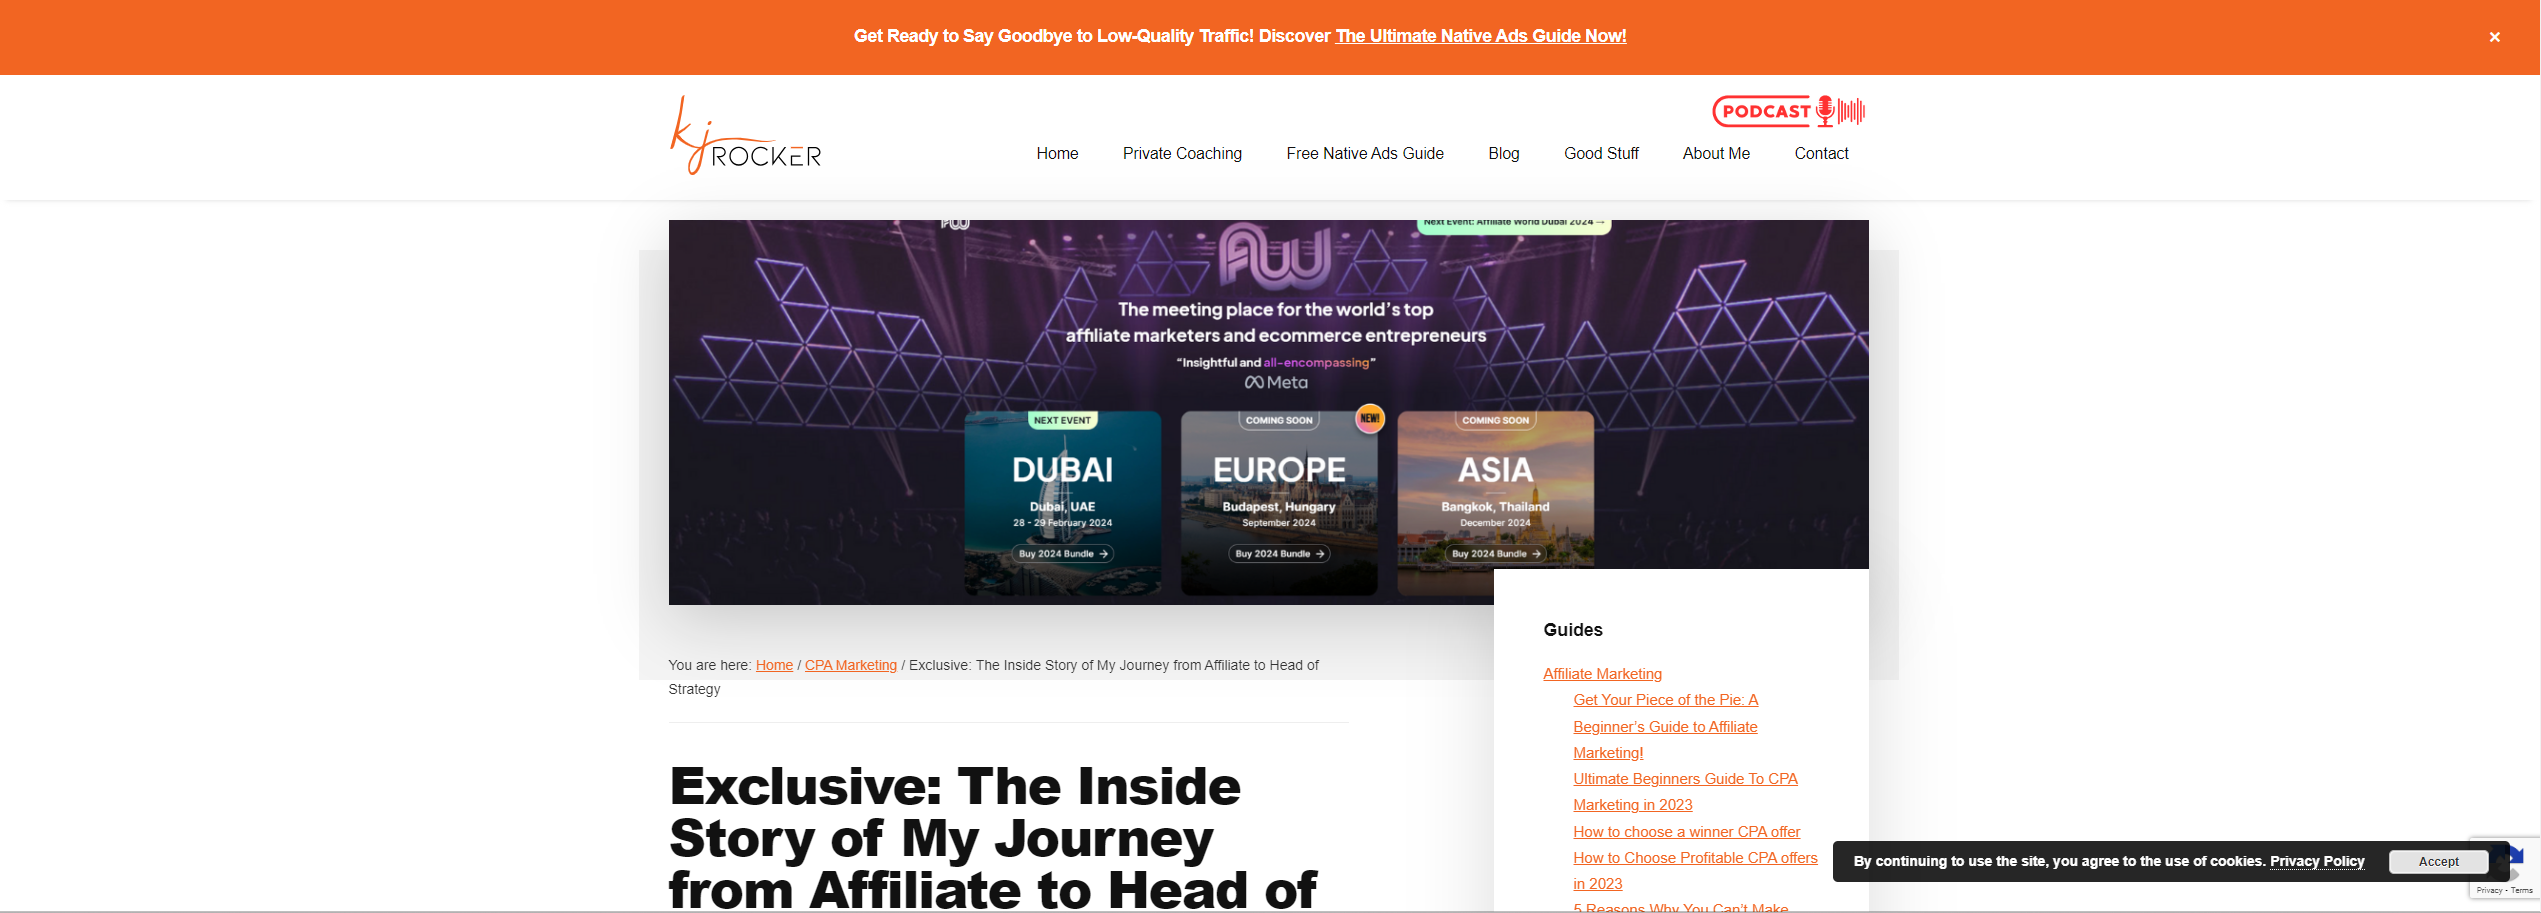 Get Ready to Say Goodbye to Low-Quality Traffic! Discover The Ultimate Native Ads Guide Now!
×
kj ROCKER
PODCAST
Home
Private Coaching
Free Native Ads Guide
Blog
Good Stuff
About Me
Contact
AW
Next Event: Affiliate World Dubai 2024 →
AW
The meeting place for the world's top
affiliate marketers and ecommerce entrepreneurs
"Insightful and all-encompassing"
Meta
NEXT EVENT
DUBAI
Dubai, UAE
28 - 29 February 2024
Buy 2024 Bundle →
COMING SOON
NEW!
EUROPE
Budapest, Hungary
September 2024
Buy 2024 Bundle →
COMING SOON
ASIA
Bangkok, Thailand
December 2024
Buy 2024 Bundle →
You are here: Home / CPA Marketing / Exclusive: The Inside Story of My Journey from Affiliate to Head of
Strategy
Exclusive: The Inside
Story of My Journey
from Affiliate to Head of
Guides
Affiliate Marketing
Get Your Piece of the Pie: A
Beginner's Guide to Affiliate
Marketing!
Ultimate Beginners Guide To CPA
Marketing in 2023
How to choose a winner CPA offer
How to Choose Profitable CPA offers
in 2023
5 Reasons Why You Can't Make
By continuing to use the site, you agree to the use of cookies. Privacy Policy
Accept
Privacy - Terms